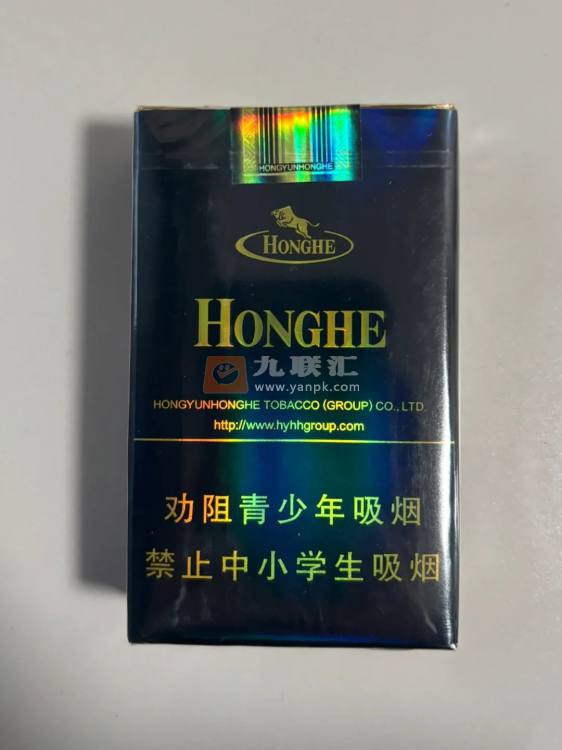 HONGYUNHONGHE
HONGHE
HONGHE
九联汇
www.yanpk.com
HONGYUNHONGHE TOBACCO (GROUP) CO., LTD.
http://www.hyhhgroup.com
劝阻青少年吸烟
禁止中小学生吸烟